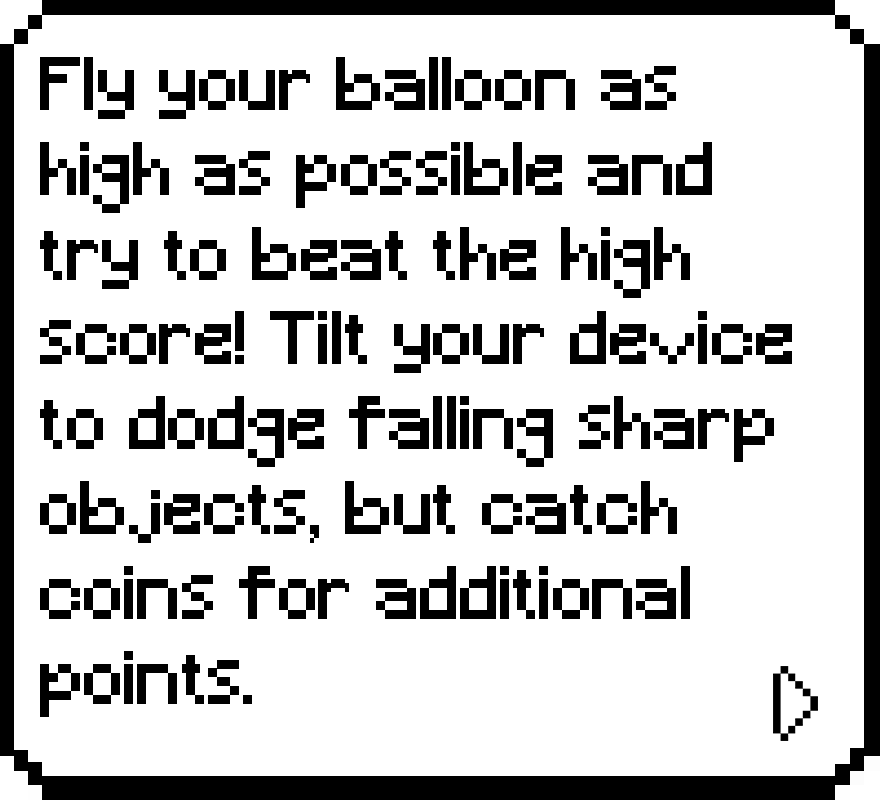 Fly your balloon as
high as possible and
try to beat the high
score! Tilt your device
to dodge falling sharp
objects, but catch
coins for additional
points.